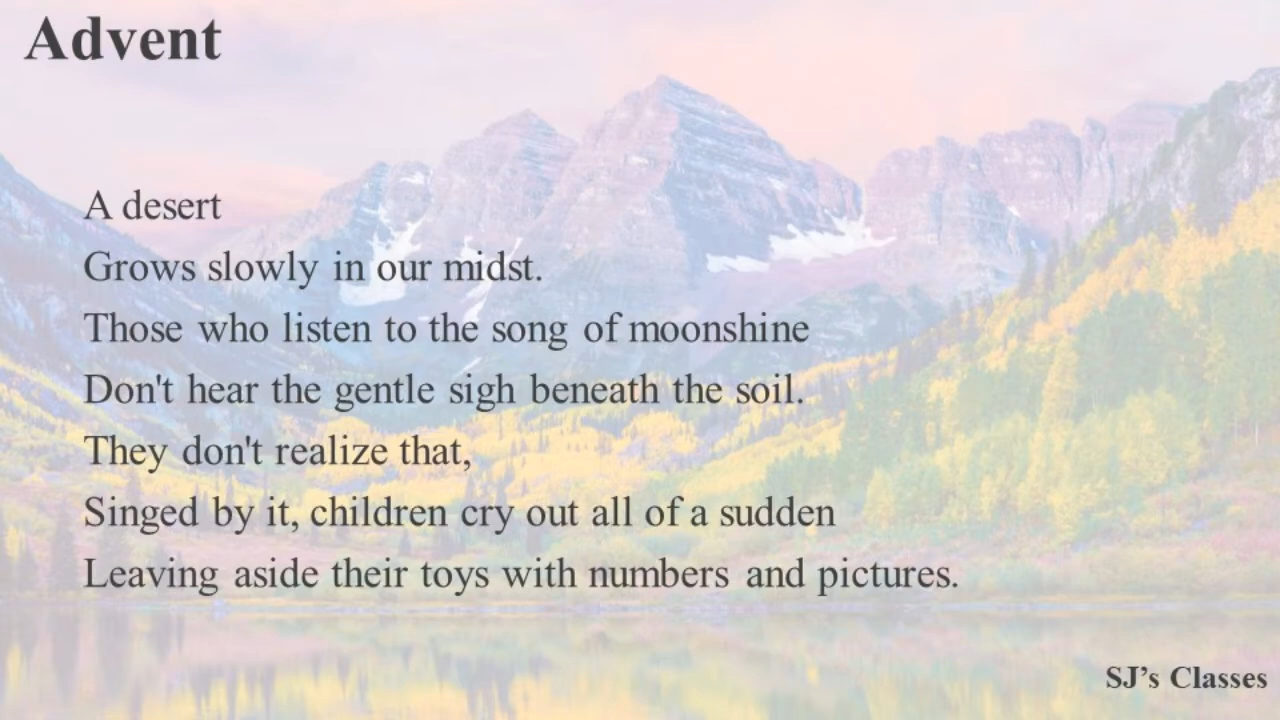 Advent
A desert
Grows slowly in our midst.
Those who listen to the song of moonshine
Don't hear the gentle sigh beneath the soil.
They don't realize that,
Singed by it, children cry out all of a sudden
Leaving aside their toys with numbers and pictures.
SJ’s Classes